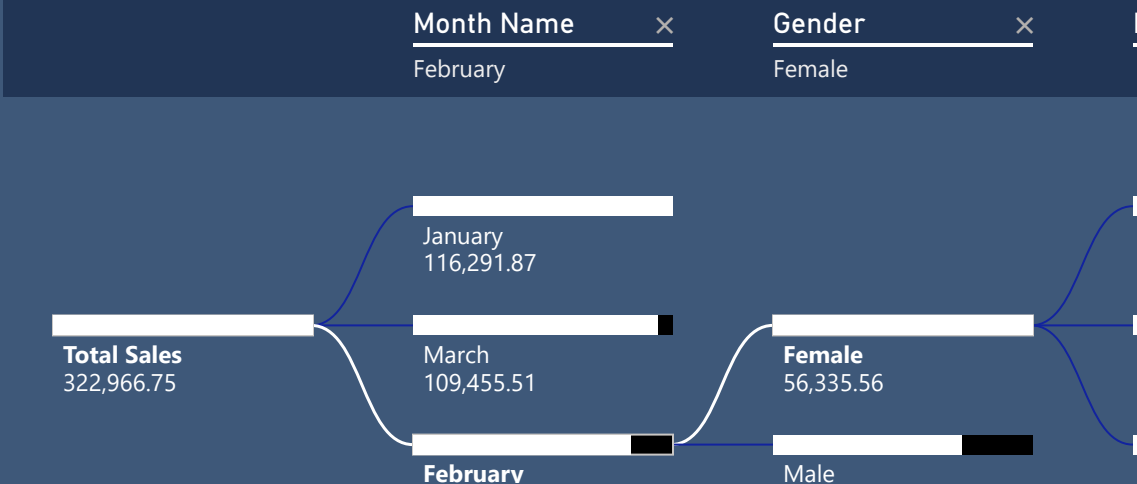 Month Name
Gender
February
Female
January
116,291.87
Total Sales
322,966.75
March
109,455.51
Female
56,335.56
February
Male